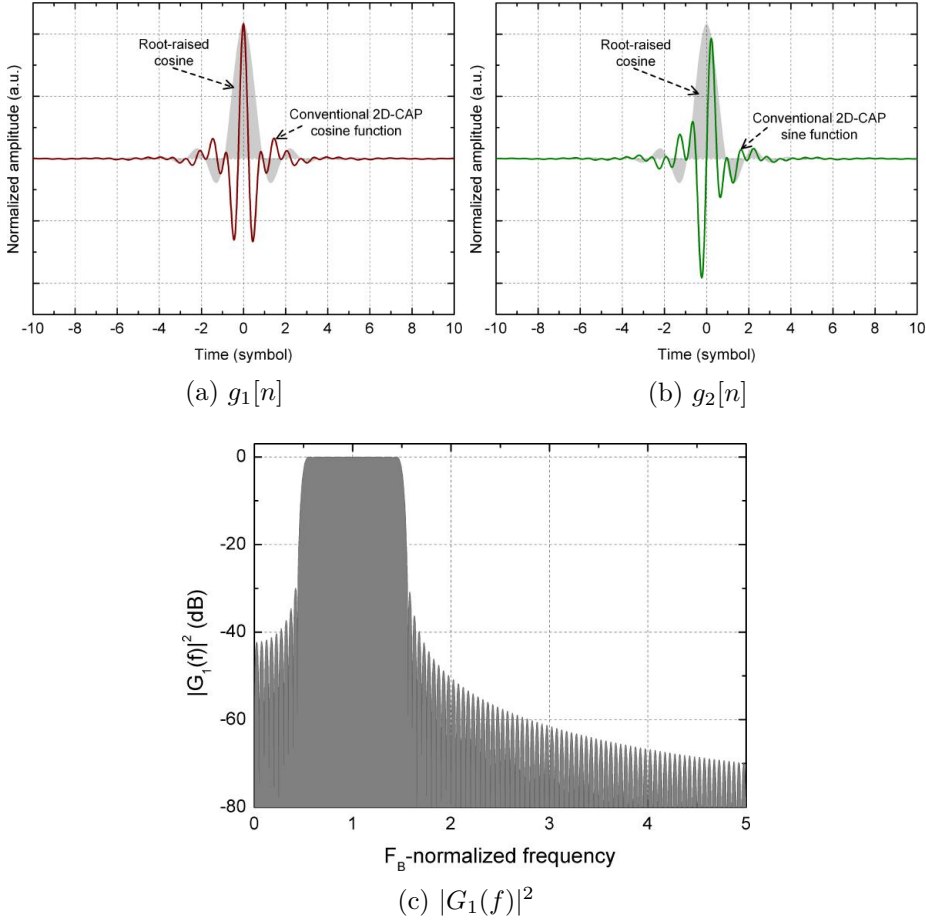 Normalized amplitude (a.u.)
Root-raised
cosine
Conventional 2D-CAP
cosine function
-10 -8 -6 -4 -2 0 2 4 6 8 10
Time (symbol)
(a) g₁[n]
Normalized amplitude (a.u.)
Root-raised
cosine
Conventional 2D-CAP
sine function
-10 -8 -6 -4 -2 0 2 4 6 8 10
Time (symbol)
(b) g₂[n]
|G₁(f)|² (dB)
0
-20
-40
-60
-80
0 1 2 3 4 5
F_B-normalized frequency
(c) |G₁(f)|²